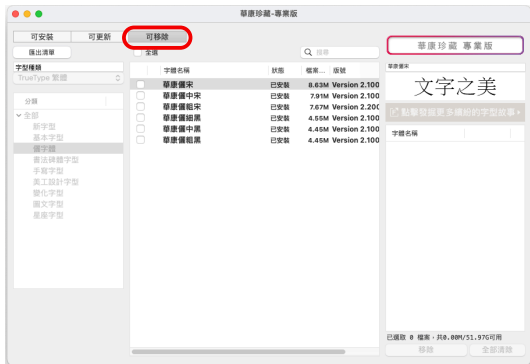 華康珍藏-專業版
可安裝 可更新 可移除
匯出清單 全選 搜尋
字型種類
TrueType 繁體
分類
全部
新字型
基本字型
儷字體
書法碑體字型
手寫字型
美工設計字型
變化字型
圖文字型
是蛋字型
字體名稱 狀態 檔案... 版號
華康儷宋 已安裝 8.63M Version 2.100
華康儷中宋 已安裝 7.91M Version 2.100
華康儷粗宋 已安裝 7.67M Version 2.200
華康儷細黑 已安裝 4.55M Version 2.100
華康儷中黑 已安裝 4.45M Version 2.100
華康儷粗黑 已安裝 4.45M Version 2.100
華康珍藏 專業版
華康儷宋
文字之美
點擊發掘更多繽紛的字型故事
字體名稱
已選取 0 檔案，共0.00M/51.97G可用
移除 全部清除